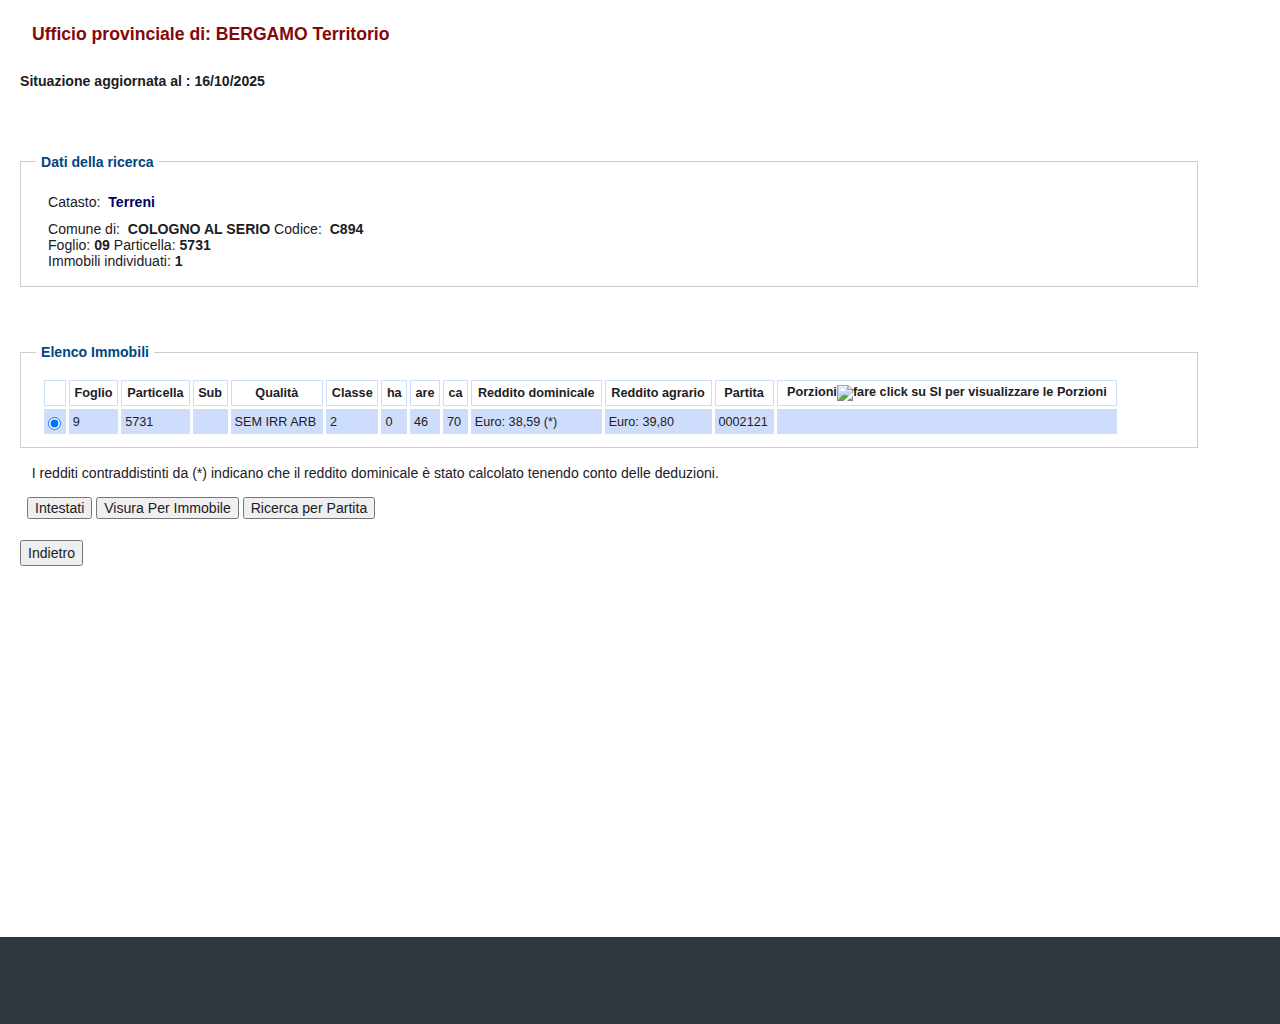 Ufficio provinciale di: BERGAMO Territorio
Situazione aggiornata al : 16/10/2025
Dati della ricerca
Catasto: Terreni
Comune di: COLOGNO AL SERIO Codice: C894
Foglio: 09 Particella: 5731
Immobili individuati: 1
Elenco Immobili
Foglio Particella Sub Qualità Classe ha are ca Reddito dominicale Reddito agrario Partita Porzioni fare click su SI per visualizzare le Porzioni
9 5731 SEM IRR ARB 2 0 46 70 Euro: 38,59 (*) Euro: 39,80 0002121
I redditi contraddistinti da (*) indicano che il reddito dominicale è stato calcolato tenendo conto delle deduzioni.
Intestati Visura Per Immobile Ricerca per Partita
Indietro